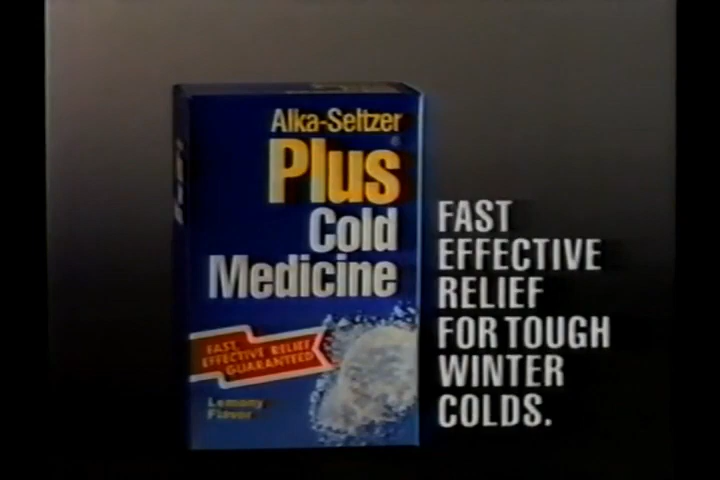 Alka-Seltzer
Plus®
Cold
Medicine
FAST,
EFFECTIVE RELIEF
GUARANTEED
Lemony
Flavor
FAST
EFFECTIVE
RELIEF
FOR TOUGH
WINTER
COLDS.